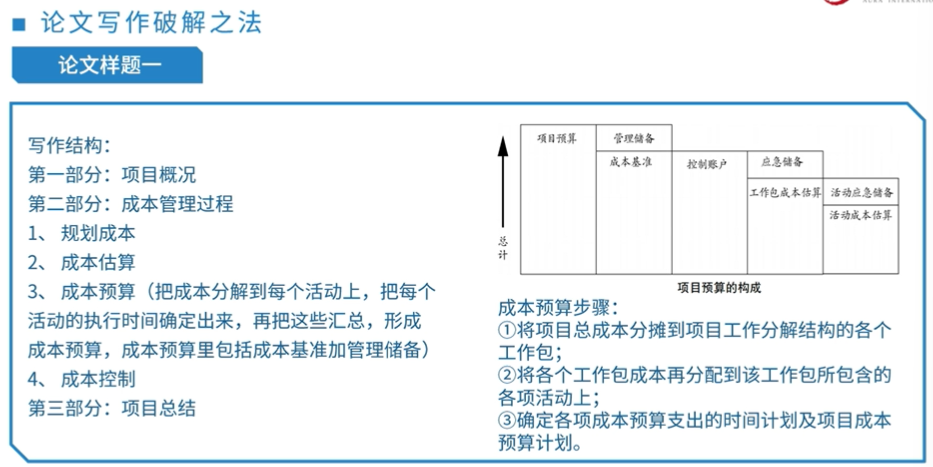 论文写作破解之法
论文样题一
写作结构：
第一部分：项目概况
第二部分：成本管理过程
1、 规划成本
2、 成本估算
3、 成本预算（把成本分解到每个活动上，把每个
活动的执行时间确定出来，再把这些汇总，形成
成本预算，成本预算里包括成本基准加管理储备）
4、 成本控制
第三部分：项目总结
项目预算
管理储备
成本基准
控制账户
应急储备
工作包成本估算
活动应急储备
活动成本估算
总计
项目预算的构成
成本预算步骤：
①将项目总成本分摊到项目工作分解结构的各个
工作包；
②将各个工作包成本再分配到该工作包所包含的
各项活动上；
③确定各项成本预算支出的时间计划及项目成本
预算计划。